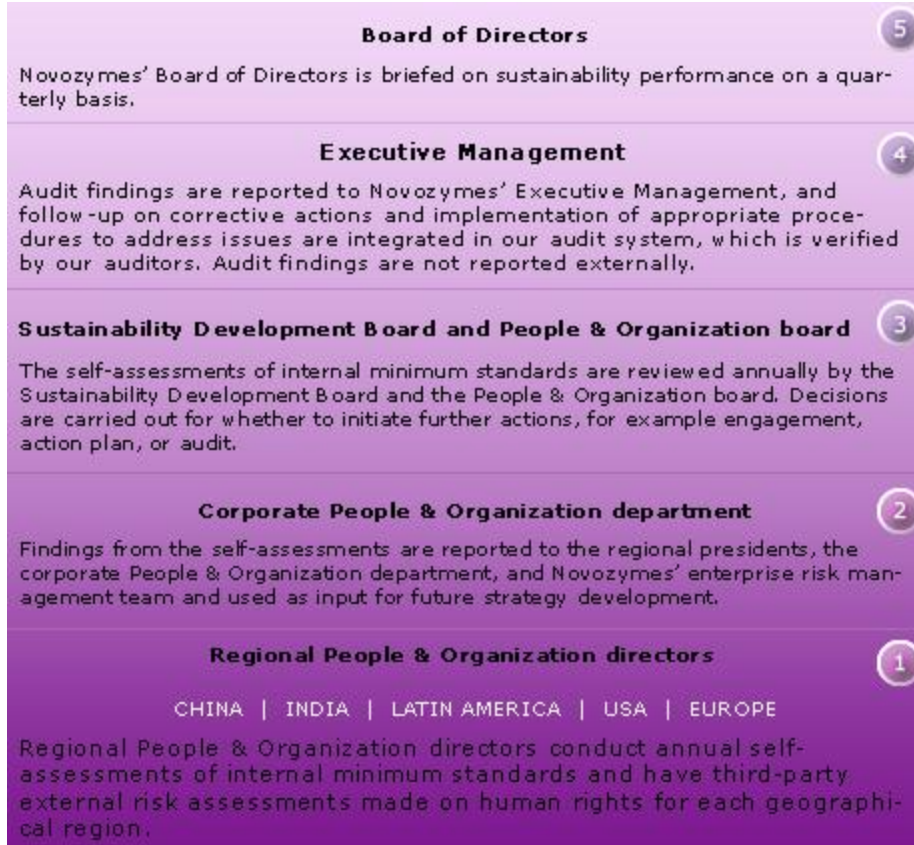 Board of Directors
5
Novozymes' Board of Directors is briefed on sustainability performance on a quar-
terly basis.
Executive Management
4
Audit findings are reported to Novozymes' Executive Management, and
follow-up on corrective actions and implementation of appropriate proce-
dures to address issues are integrated in our audit system, which is verified
by our auditors. Audit findings are not reported externally.
Sustainability Development Board and People & Organization board
3
The self-assessments of internal minimum standards are reviewed annually by the
Sustainability Development Board and the People & Organization board. Decisions
are carried out for whether to initiate further actions, for example engagement,
action plan, or audit.
Corporate People & Organization department
2
Findings from the self-assessments are reported to the regional presidents, the
corporate People & Organization department, and Novozymes' enterprise risk man-
agement team and used as input for future strategy development.
Regional People & Organization directors
1
CHINA | INDIA | LATIN AMERICA | USA | EUROPE
Regional People & Organization directors conduct annual self-
assessments of internal minimum standards and have third-party
external risk assessments made on human rights for each geographi-
cal region.